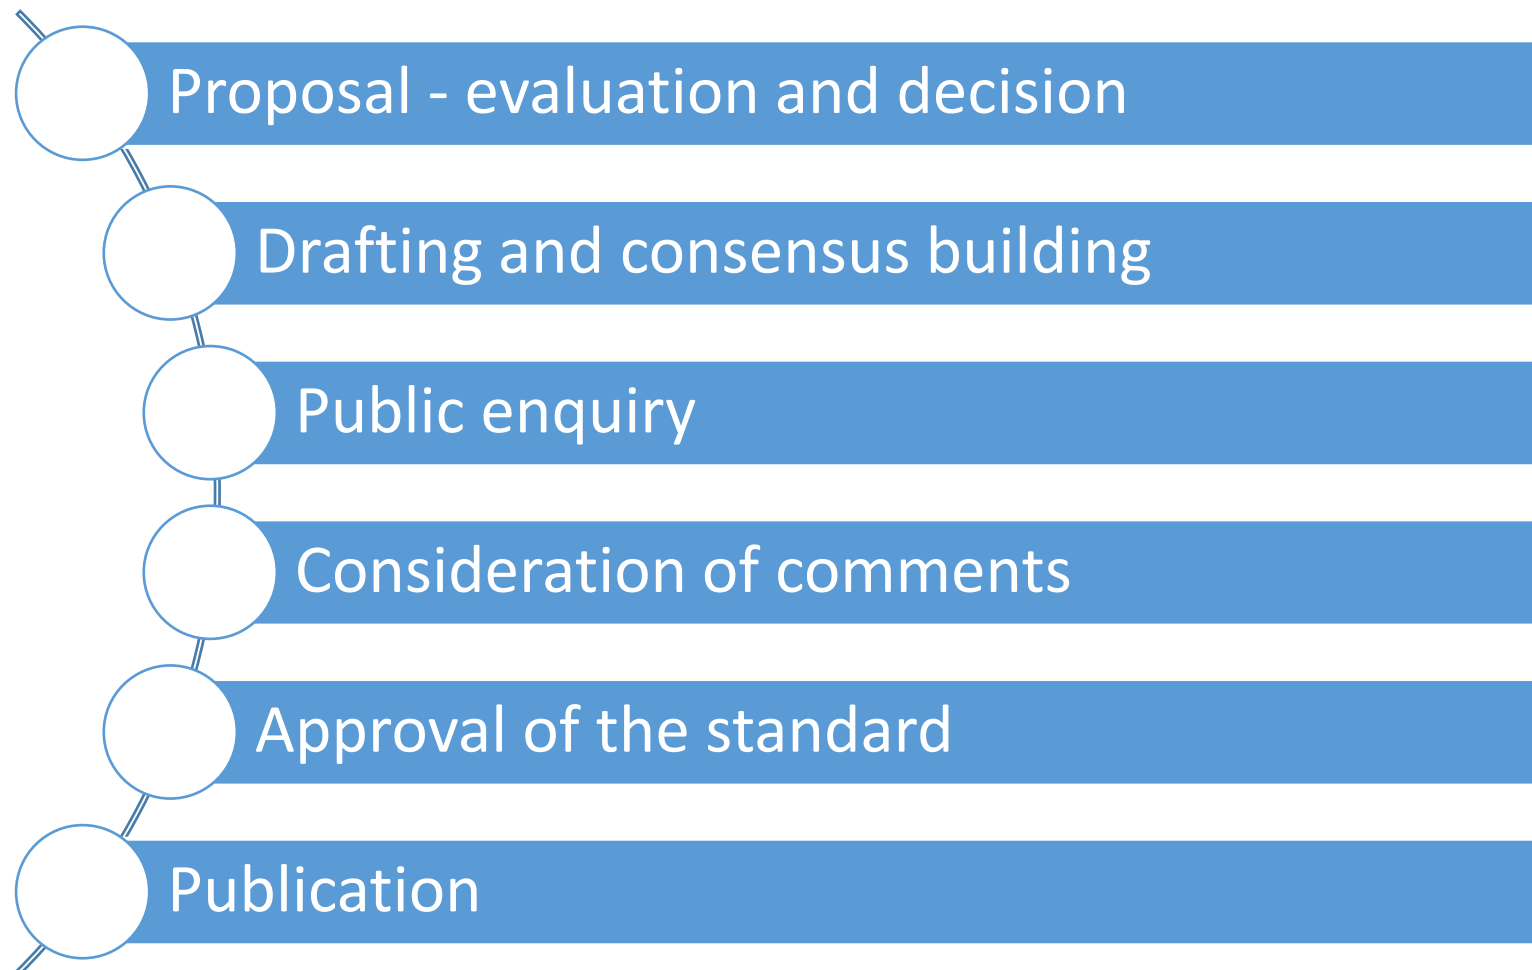 Proposal - evaluation and decision
Drafting and consensus building
Public enquiry
Consideration of comments
Approval of the standard
Publication